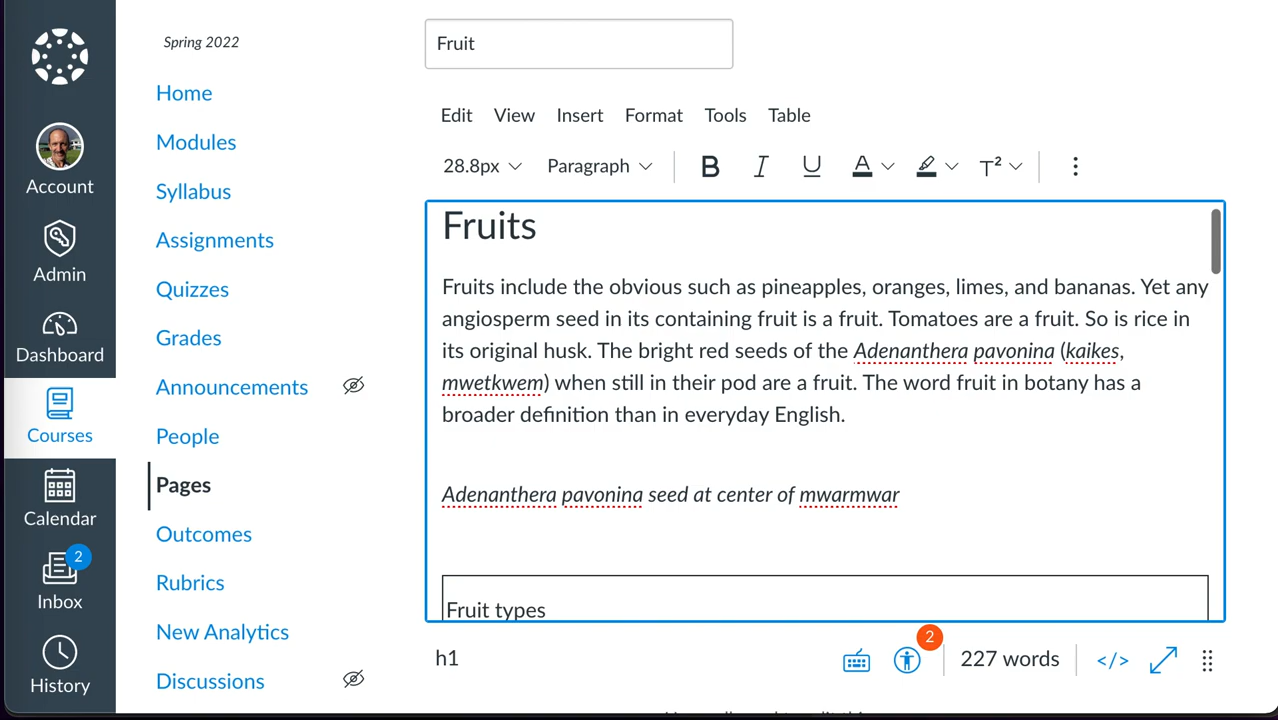 Spring 2022
Home
Modules
Syllabus
Assignments
Quizzes
Grades
Announcements
People
Pages
Outcomes
Rubrics
New Analytics
Discussions
Account
Admin
Dashboard
Courses
Calendar
2
Inbox
History
Fruit
Edit View Insert Format Tools Table
28.8px Paragraph B I U A T²
Fruits
Fruits include the obvious such as pineapples, oranges, limes, and bananas. Yet any
angiosperm seed in its containing fruit is a fruit. Tomatoes are a fruit. So is rice in
its original husk. The bright red seeds of the Adenanthera pavonina (kaikes,
mwetkwem) when still in their pod are a fruit. The word fruit in botany has a
broader definition than in everyday English.
Adenanthera pavonina seed at center of mwarmwar
Fruit types
h1 2 227 words </>